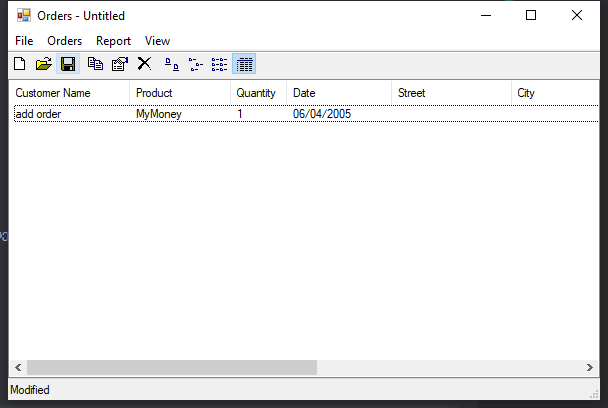 Orders - Untitled
File Orders Report View
Customer Name Product Quantity Date Street City
add order MyMoney 1 06/04/2005
Modified